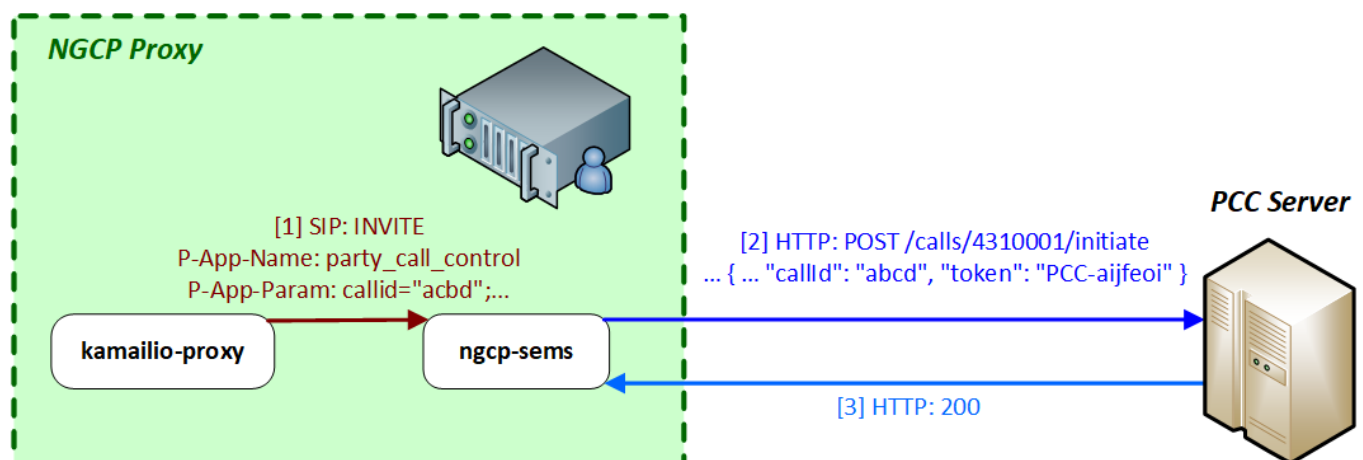 NGCP Proxy
[1] SIP: INVITE
P-App-Name: party_call_control
P-App-Param: callid="acbd";...
kamailio-proxy
ngcp-sems
[2] HTTP: POST /calls/4310001/initiate
... { ... "callId": "abcd", "token": "PCC-aijfeoi" }
[3] HTTP: 200
PCC Server